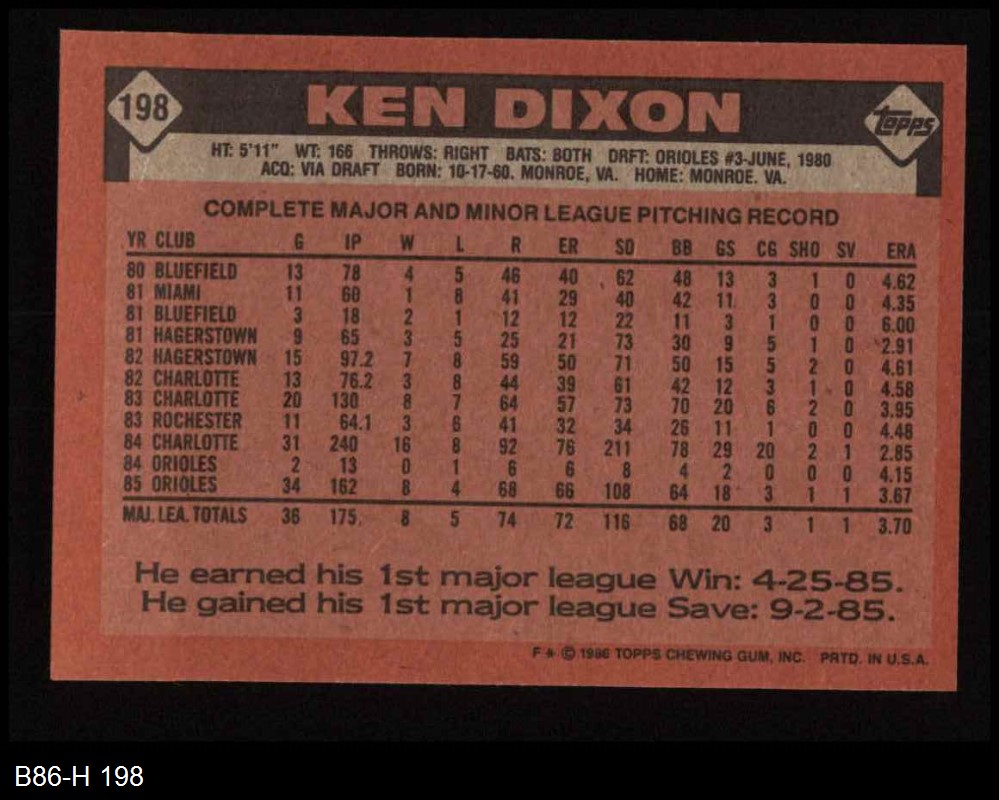 198 KEN DIXON Topps
HT: 5'11" WT: 166 THROWS: RIGHT BATS: BOTH DRFT: ORIOLES #3-JUNE, 1980
ACQ: VIA DRAFT BORN: 10-17-60. MONROE, VA. HOME: MONROE. VA.
COMPLETE MAJOR AND MINOR LEAGUE PITCHING RECORD
YR CLUB G IP W L R ER SO BB GS CG SHO SV ERA
80 BLUEFIELD 13 78 4 5 46 40 62 48 13 3 1 0 4.62
81 MIAMI 11 60 1 8 41 29 40 42 11 3 0 0 4.35
81 BLUEFIELD 3 18 2 1 12 12 22 11 3 1 0 0 6.00
81 HAGERSTOWN 9 65 3 5 25 21 73 30 9 5 1 0 2.91
82 HAGERSTOWN 15 97.2 7 8 59 50 71 50 15 5 2 0 4.61
82 CHARLOTTE 13 76.2 3 8 44 39 61 42 12 3 1 0 4.58
83 CHARLOTTE 20 130 8 7 64 57 73 70 20 6 2 0 3.95
83 ROCHESTER 11 64.1 3 6 41 32 34 26 11 1 0 0 4.48
84 CHARLOTTE 31 240 16 8 92 76 211 78 29 20 2 1 2.85
84 ORIOLES 2 13 0 1 6 6 8 4 2 0 0 0 4.15
85 ORIOLES 34 162 8 4 68 66 108 64 18 3 1 1 3.67
MAJ. LEA. TOTALS 36 175. 8 5 74 72 116 68 20 3 1 1 3.70
He earned his 1st major league Win: 4-25-85.
He gained his 1st major league Save: 9-2-85.
F * © 1986 TOPPS CHEWING GUM, INC. PRTD. IN U.S.A.
B86-H 198